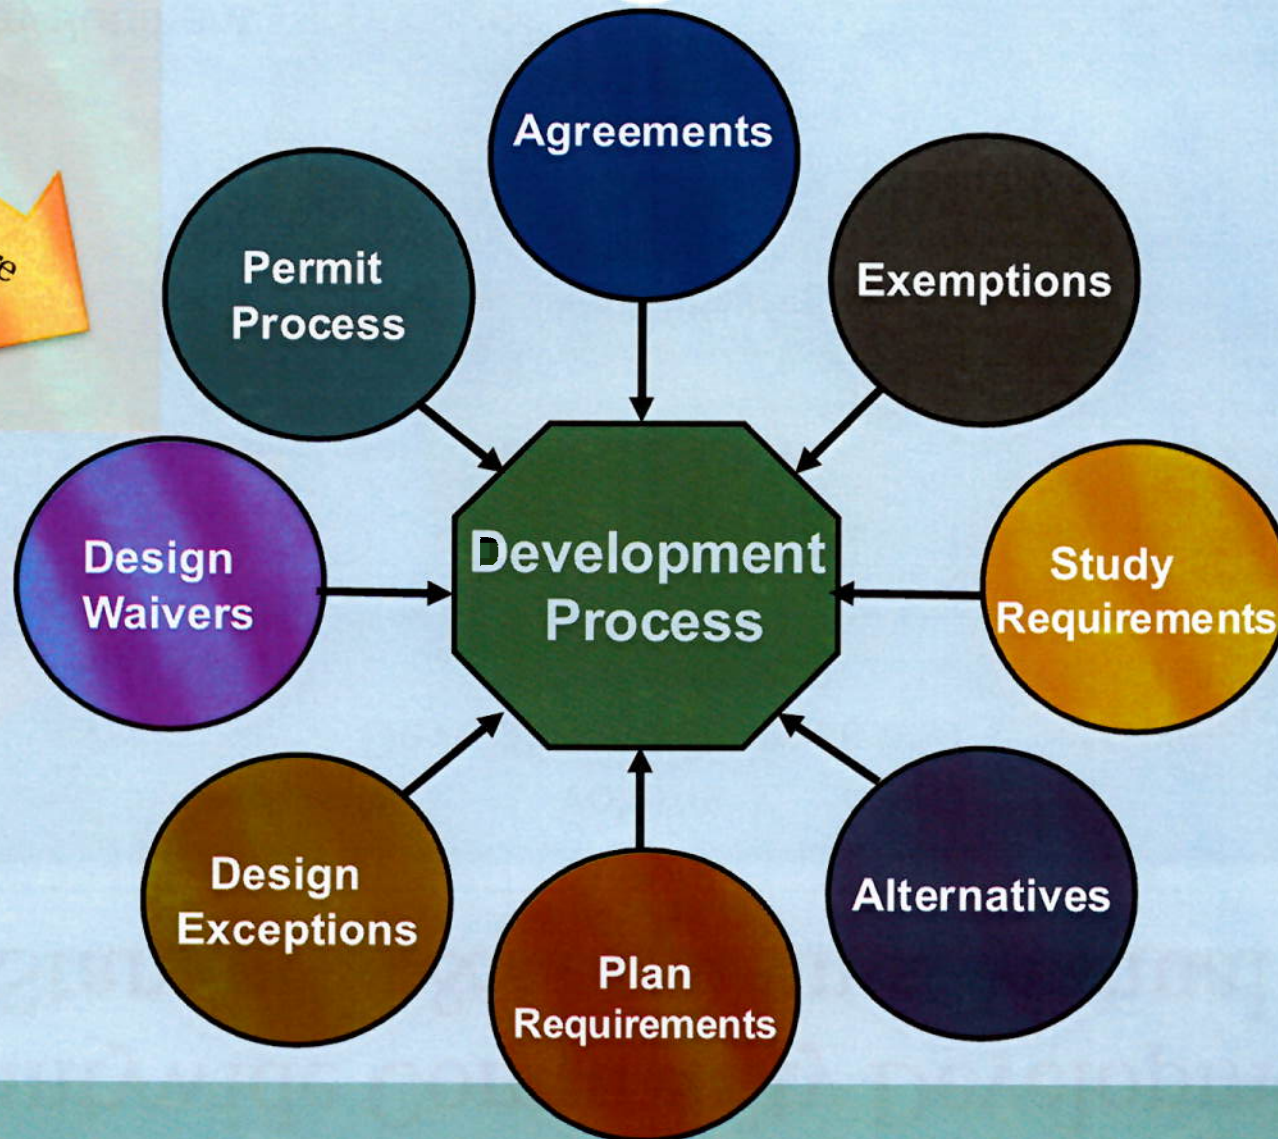 Agreements
Permit
Process
Exemptions
Design
Waivers
Development
Process
Study
Requirements
Design
Exceptions
Alternatives
Plan
Requirements